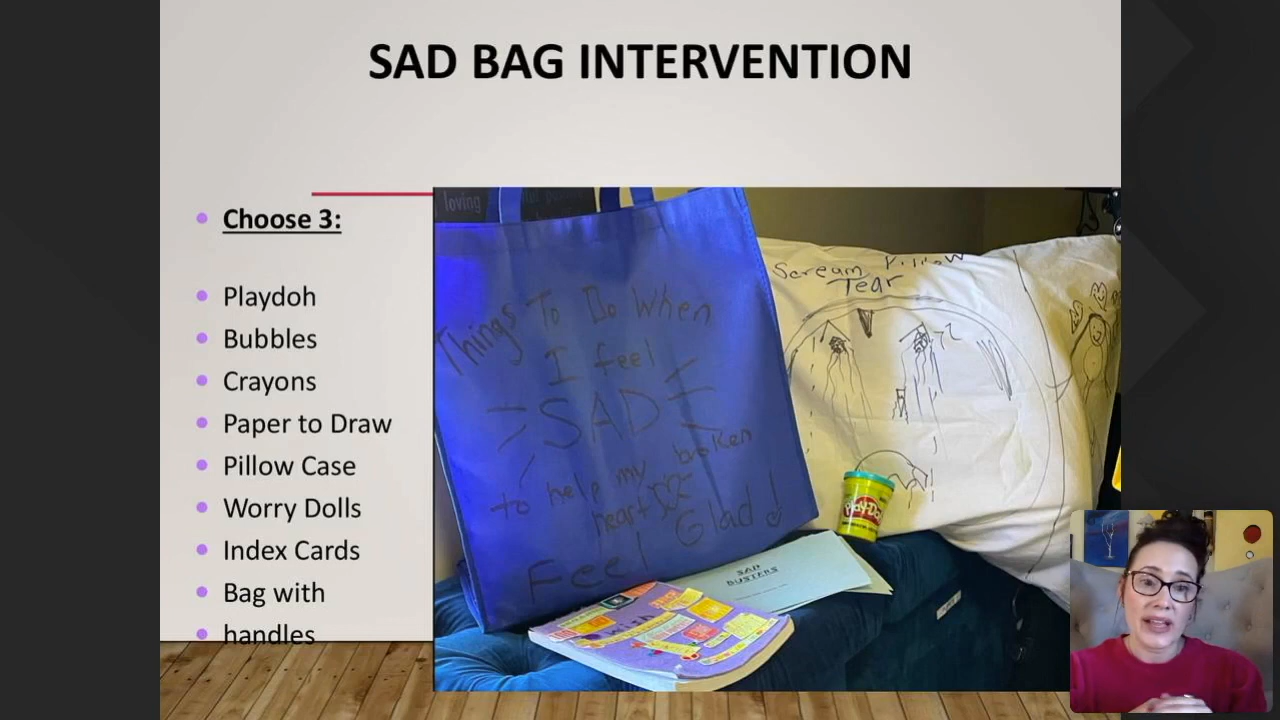 SAD BAG INTERVENTION
Choose 3:
Playdoh
Bubbles
Crayons
Paper to Draw
Pillow Case
Worry Dolls
Index Cards
Bag with
handles
loving
Things To Do When
I feel
SAD
to help my broken
heart
Feel Glad!
Scream Pillow
Tear
Play-Doh
SAD
BUSTERS